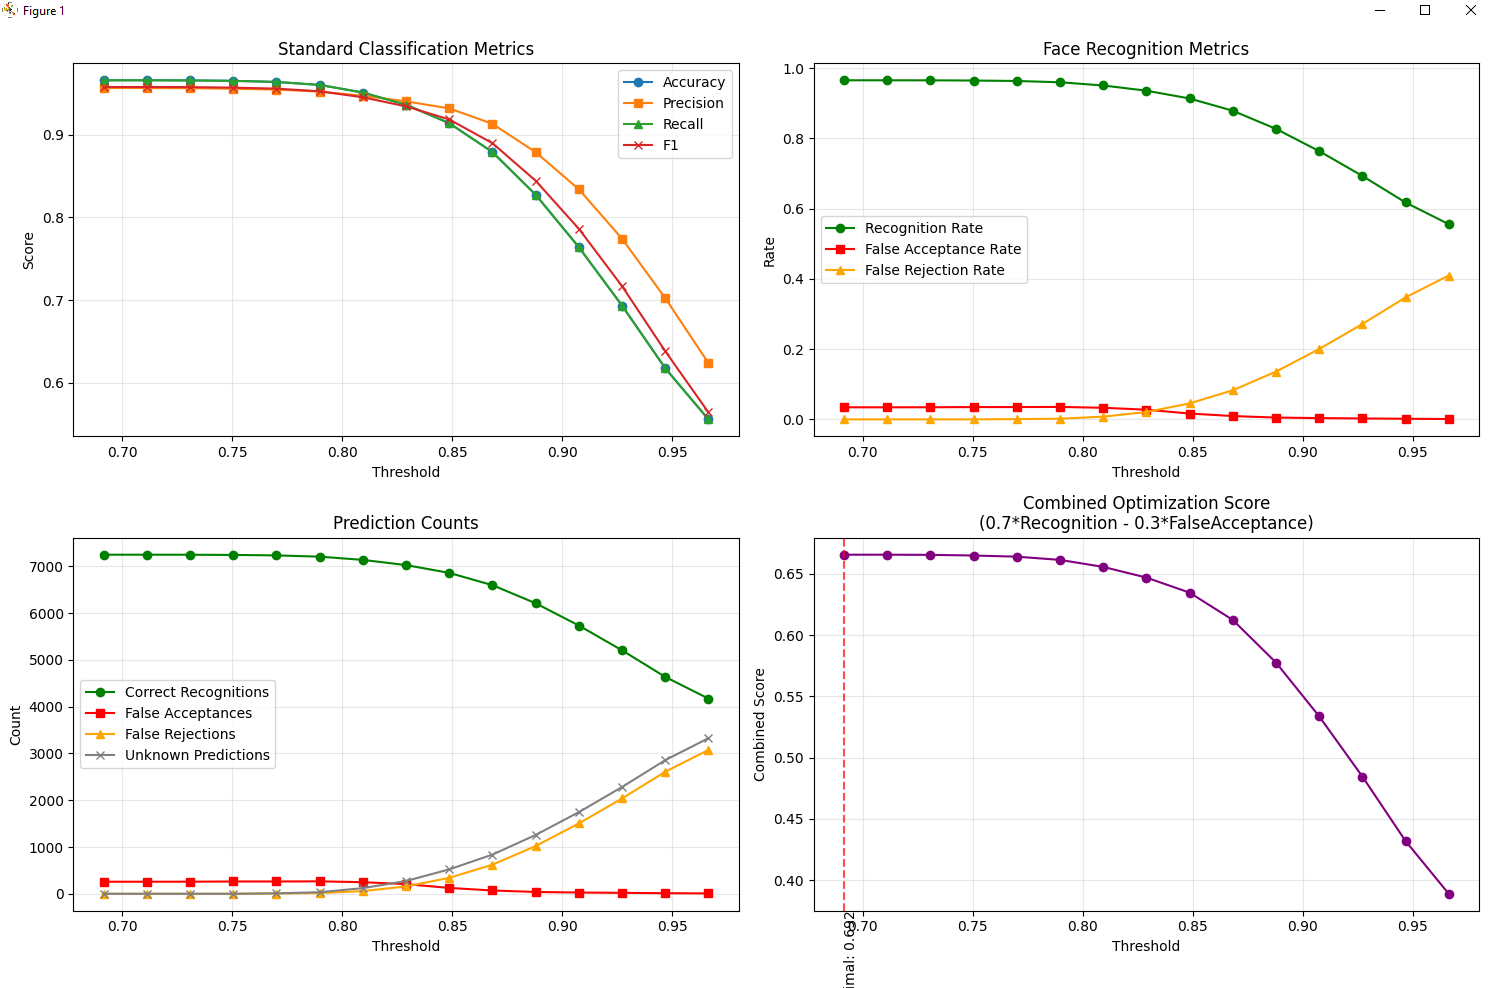 Figure 1
Standard Classification Metrics
Accuracy
Precision
Recall
F1
0.9
0.8
0.7
0.6
Score
0.70 0.75 0.80 0.85 0.90 0.95
Threshold
Face Recognition Metrics
1.0
0.8
0.6
0.4
0.2
0.0
Rate
Recognition Rate
False Acceptance Rate
False Rejection Rate
0.70 0.75 0.80 0.85 0.90 0.95
Threshold
Prediction Counts
7000
6000
5000
4000
3000
2000
1000
0
Count
Correct Recognitions
False Acceptances
False Rejections
Unknown Predictions
0.70 0.75 0.80 0.85 0.90 0.95
Threshold
Combined Optimization Score
(0.7*Recognition - 0.3*FalseAcceptance)
0.65
0.60
0.55
0.50
0.45
0.40
Combined Score
imal: 0.692
0.70 0.75 0.80 0.85 0.90 0.95
Threshold